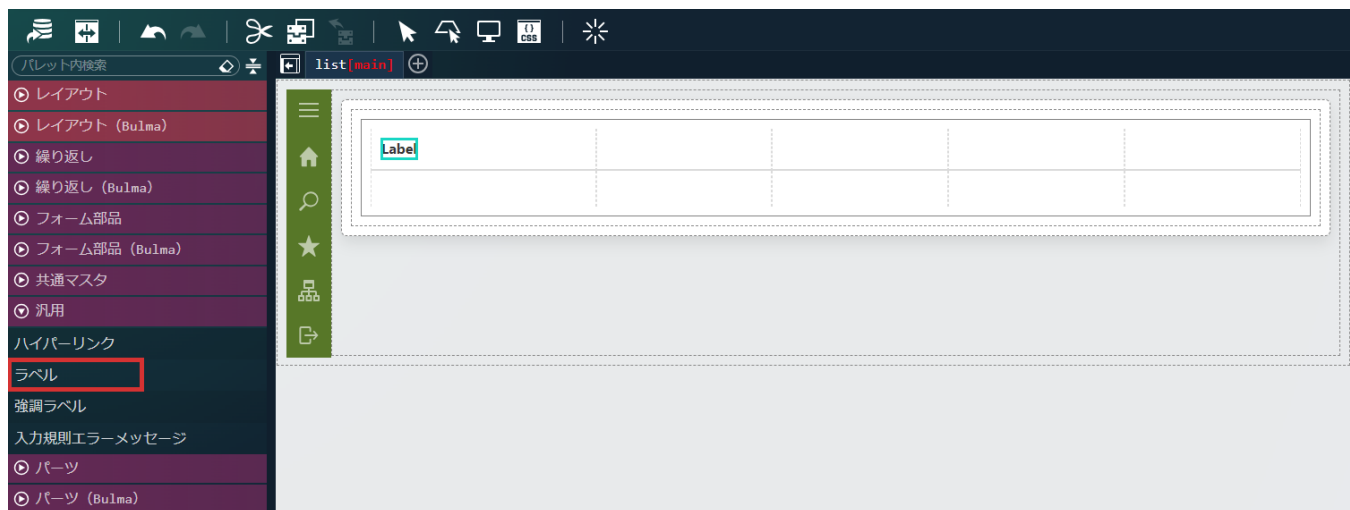 {} CSS
パレット内検索
list[main]
レイアウト
レイアウト (Bulma)
繰り返し
繰り返し (Bulma)
フォーム部品
フォーム部品 (Bulma)
共通マスタ
汎用
ハイパーリンク
ラベル
強調ラベル
入力規則エラーメッセージ
パーツ
パーツ (Bulma)
Label